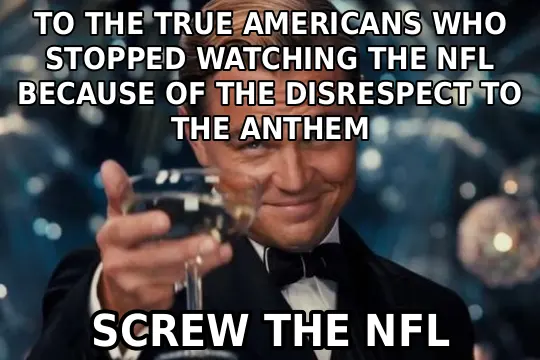 TO THE TRUE AMERICANS WHO
STOPPED WATCHING THE NFL
BECAUSE OF THE DISRESPECT TO
THE ANTHEM
SCREW THE NFL